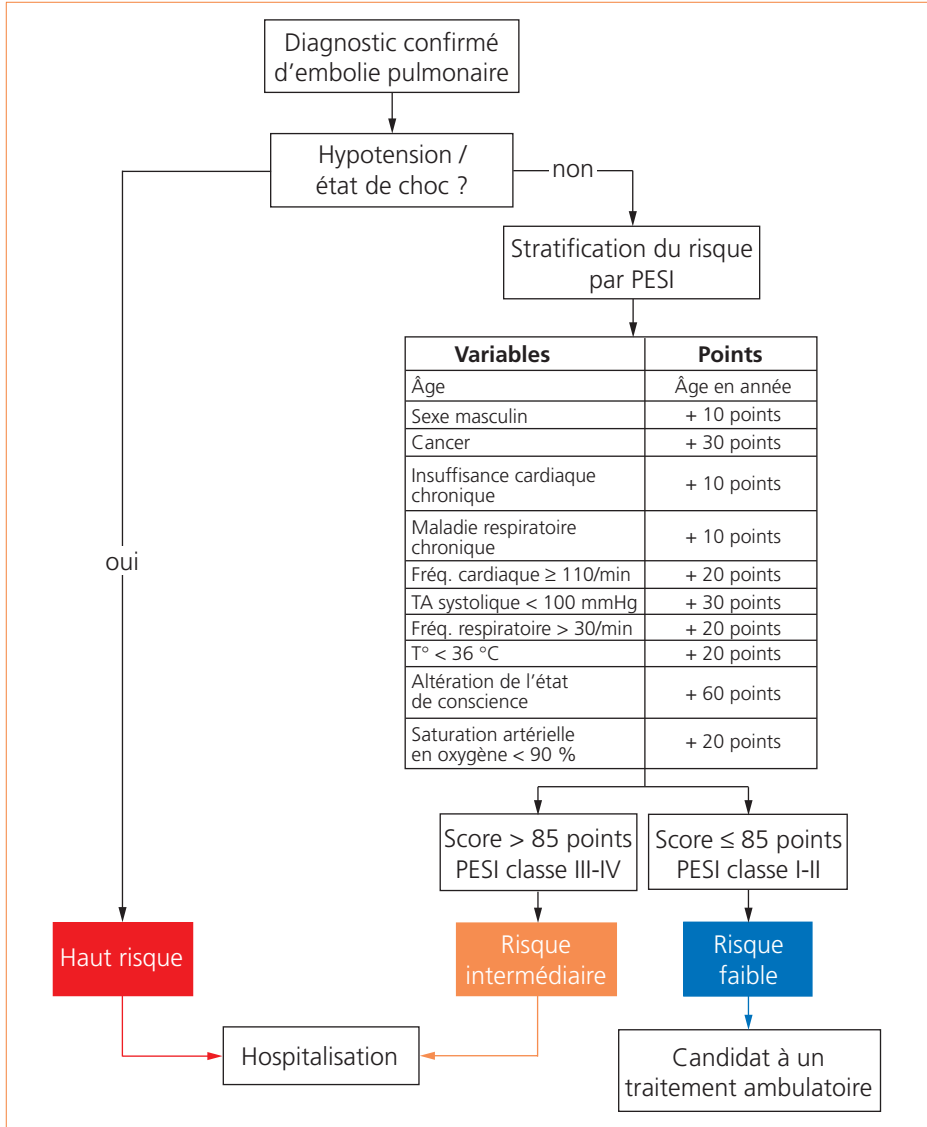 Diagnostic confirmé
d'embolie pulmonaire
Hypotension /
état de choc ?
non
Stratification du risque
par PESI
Variables Points
Âge Âge en année
Sexe masculin + 10 points
Cancer + 30 points
Insuffisance cardiaque
chronique + 10 points
Maladie respiratoire
chronique + 10 points
oui
Fréq. cardiaque ≥ 110/min + 20 points
TA systolique < 100 mmHg + 30 points
Fréq. respiratoire > 30/min + 20 points
T° < 36 °C + 20 points
Altération de l'état
de conscience + 60 points
Saturation artérielle
en oxygène < 90 % + 20 points
Score > 85 points
PESI classe III-IV
Score ≤ 85 points
PESI classe I-II
Haut risque
Risque
intermédiaire
Risque
faible
Hospitalisation
Candidat à un
traitement ambulatoire